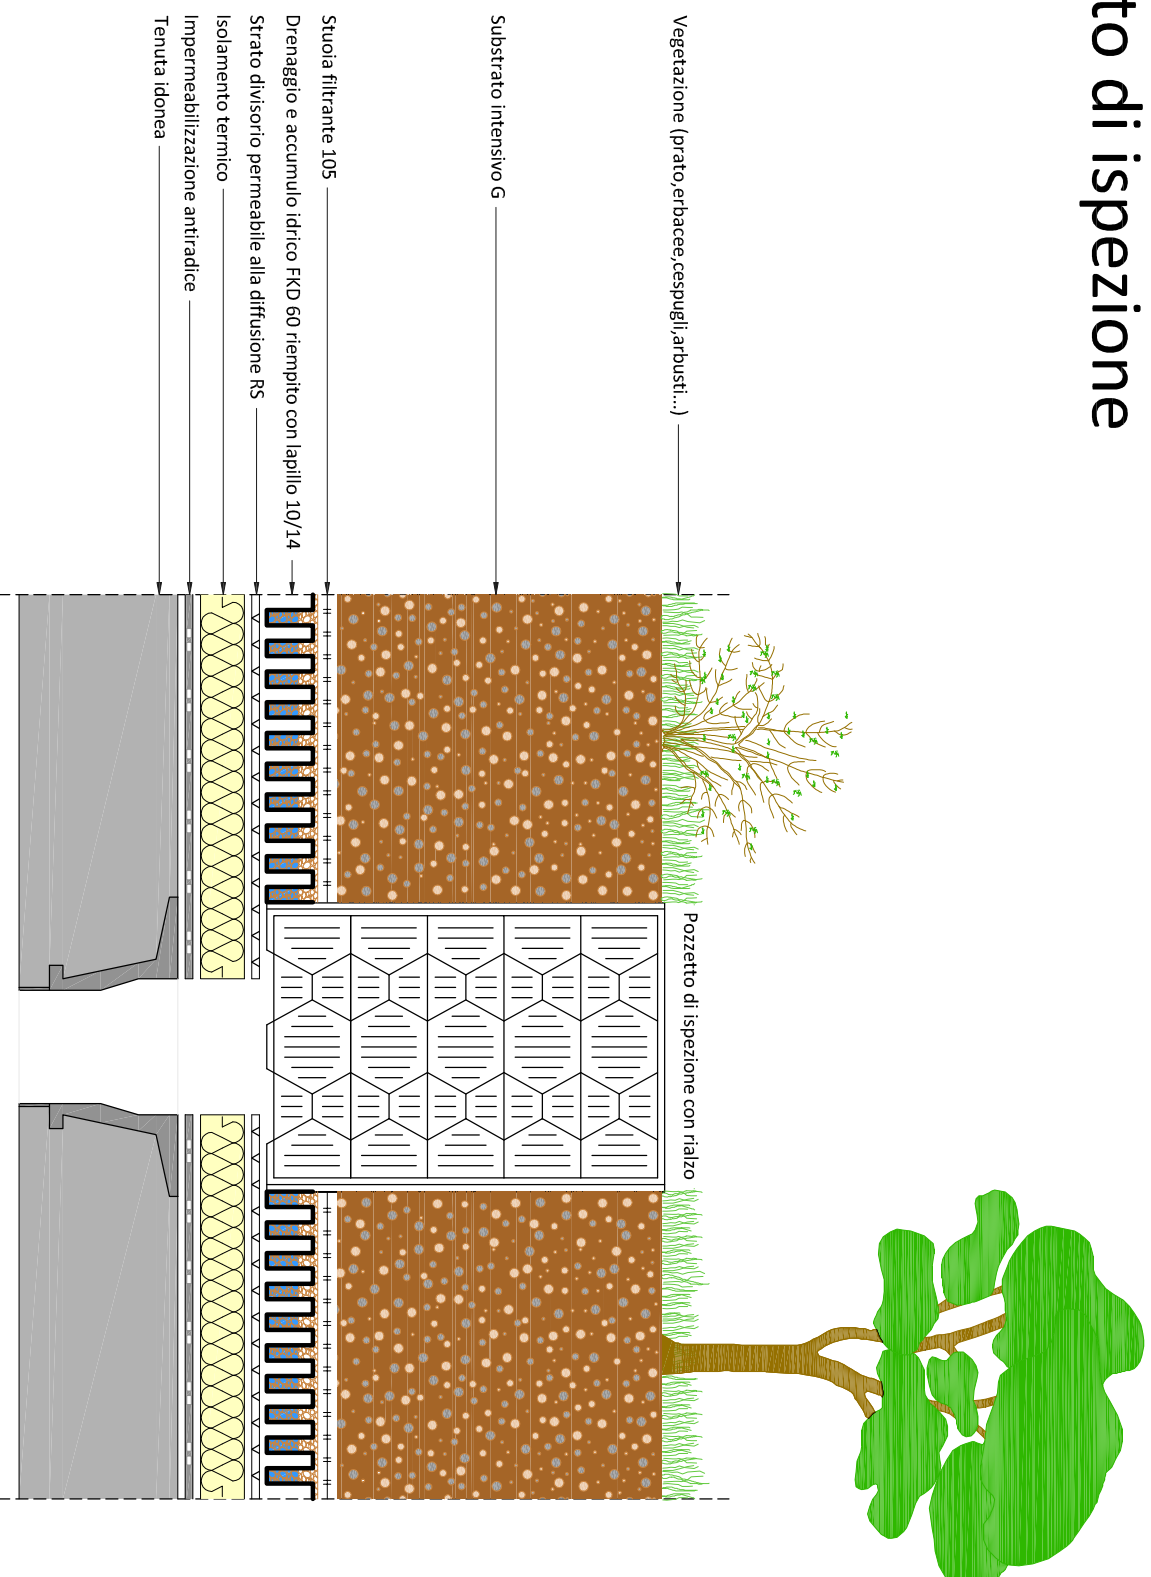 to di ispezione
Vegetazione (prato,erbacee,cespugli,arbusti...)
Pozzetto di ispezione con rialzo
Substrato intensivo G
Stuoia filtrante 105
Drenaggio e accumulo idrico FKD 60 riempito con lapillo 10/14
Strato divisorio permeabile alla diffusione RS
Isolamento termico
Impermeabilizzazione antiradice
Tenuta idonea